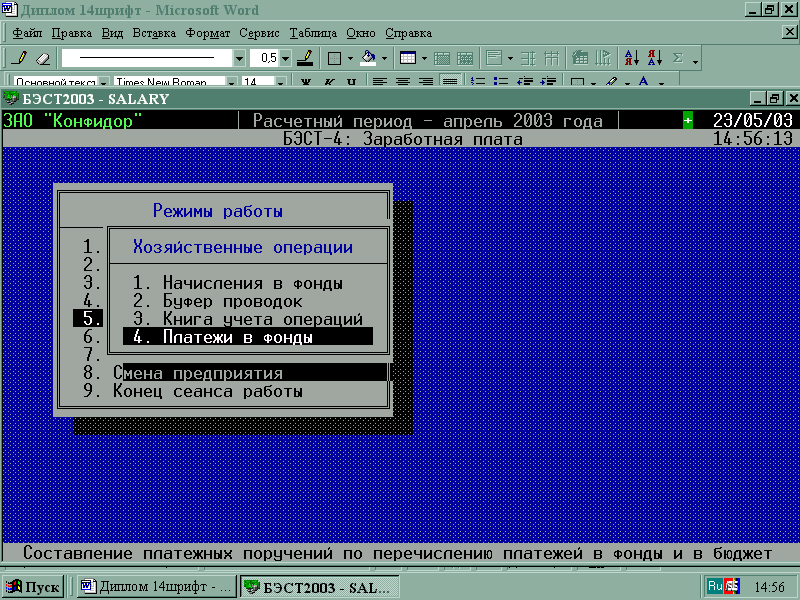 Диплом 14шрифт - Microsoft Word
Файл Правка Вид Вставка Формат Сервис Таблица Окно Справка
0,5
Основной текст Times New Roman 14 Ж К Ч
БЭСТ2003 - SALARY
ЗАО "Конфидор" Расчетный период - апрель 2003 года + 23/05/03
БЭСТ-4: Заработная плата 14:56:13
Режимы работы
1. Хозяйственные операции
2.
3. 1. Начисления в фонды
4. 2. Буфер проводок
5. 3. Книга учета операций
6. 4. Платежи в фонды
7.
8. Смена предприятия
9. Конец сеанса работы
Составление платежных поручений по перечислению платежей в фонды и в бюджет
Пуск Диплом 14шрифт - ... БЭСТ2003 - SAL... Ru 14:56